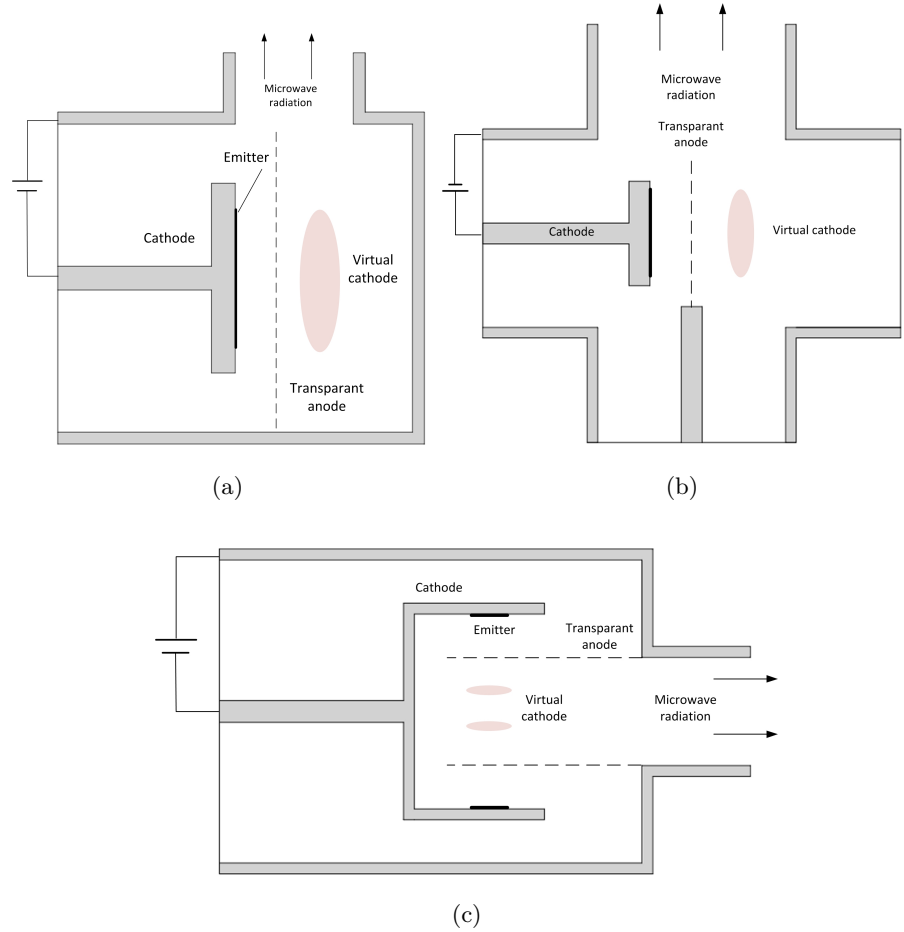 Microwave
radiation
Emitter
Cathode
Virtual
cathode
Transparant
anode
(a)
Microwave
radiation
Transparant
anode
Cathode
Virtual cathode
(b)
Cathode
Emitter
Transparant
anode
Virtual
cathode
Microwave
radiation
(c)